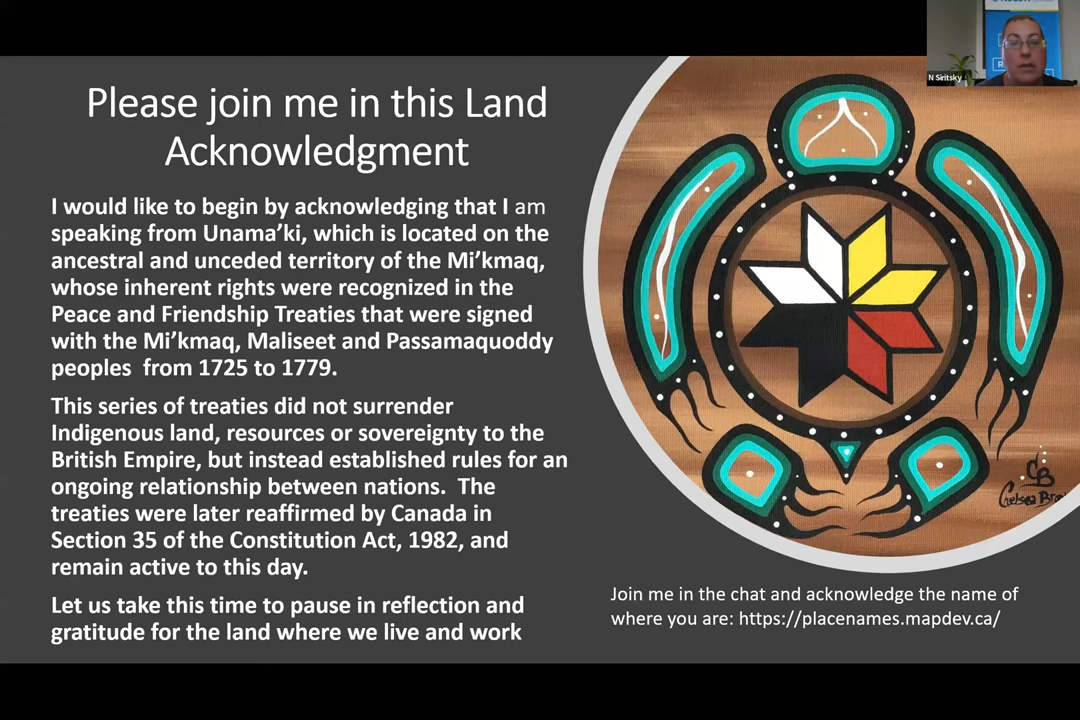 N Siritsky
Please join me in this Land
Acknowledgment
I would like to begin by acknowledging that I am
speaking from Unama’ki, which is located on the
ancestral and unceded territory of the Mi’kmaq,
whose inherent rights were recognized in the
Peace and Friendship Treaties that were signed
with the Mi’kmaq, Maliseet and Passamaquoddy
peoples from 1725 to 1779.
This series of treaties did not surrender
Indigenous land, resources or sovereignty to the
British Empire, but instead established rules for an
ongoing relationship between nations. The
treaties were later reaffirmed by Canada in
Section 35 of the Constitution Act, 1982, and
remain active to this day.
Let us take this time to pause in reflection and
gratitude for the land where we live and work
CB
Chelsea
Join me in the chat and acknowledge the name of
where you are: https://placenames.mapdev.ca/